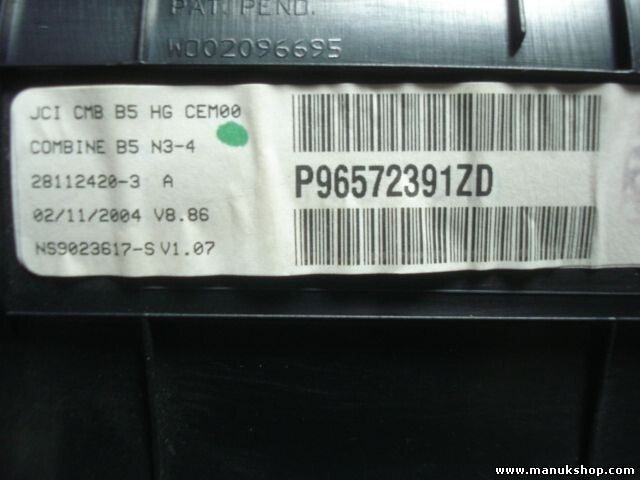 PAT. PEND.
W002096695
JCI CMB B5 HG CEM00
COMBINE B5 N3-4
28112420-3 A
02/11/2004 V8.86
NS9023617-S V1.07
P96572391ZD
www.manukshop.com